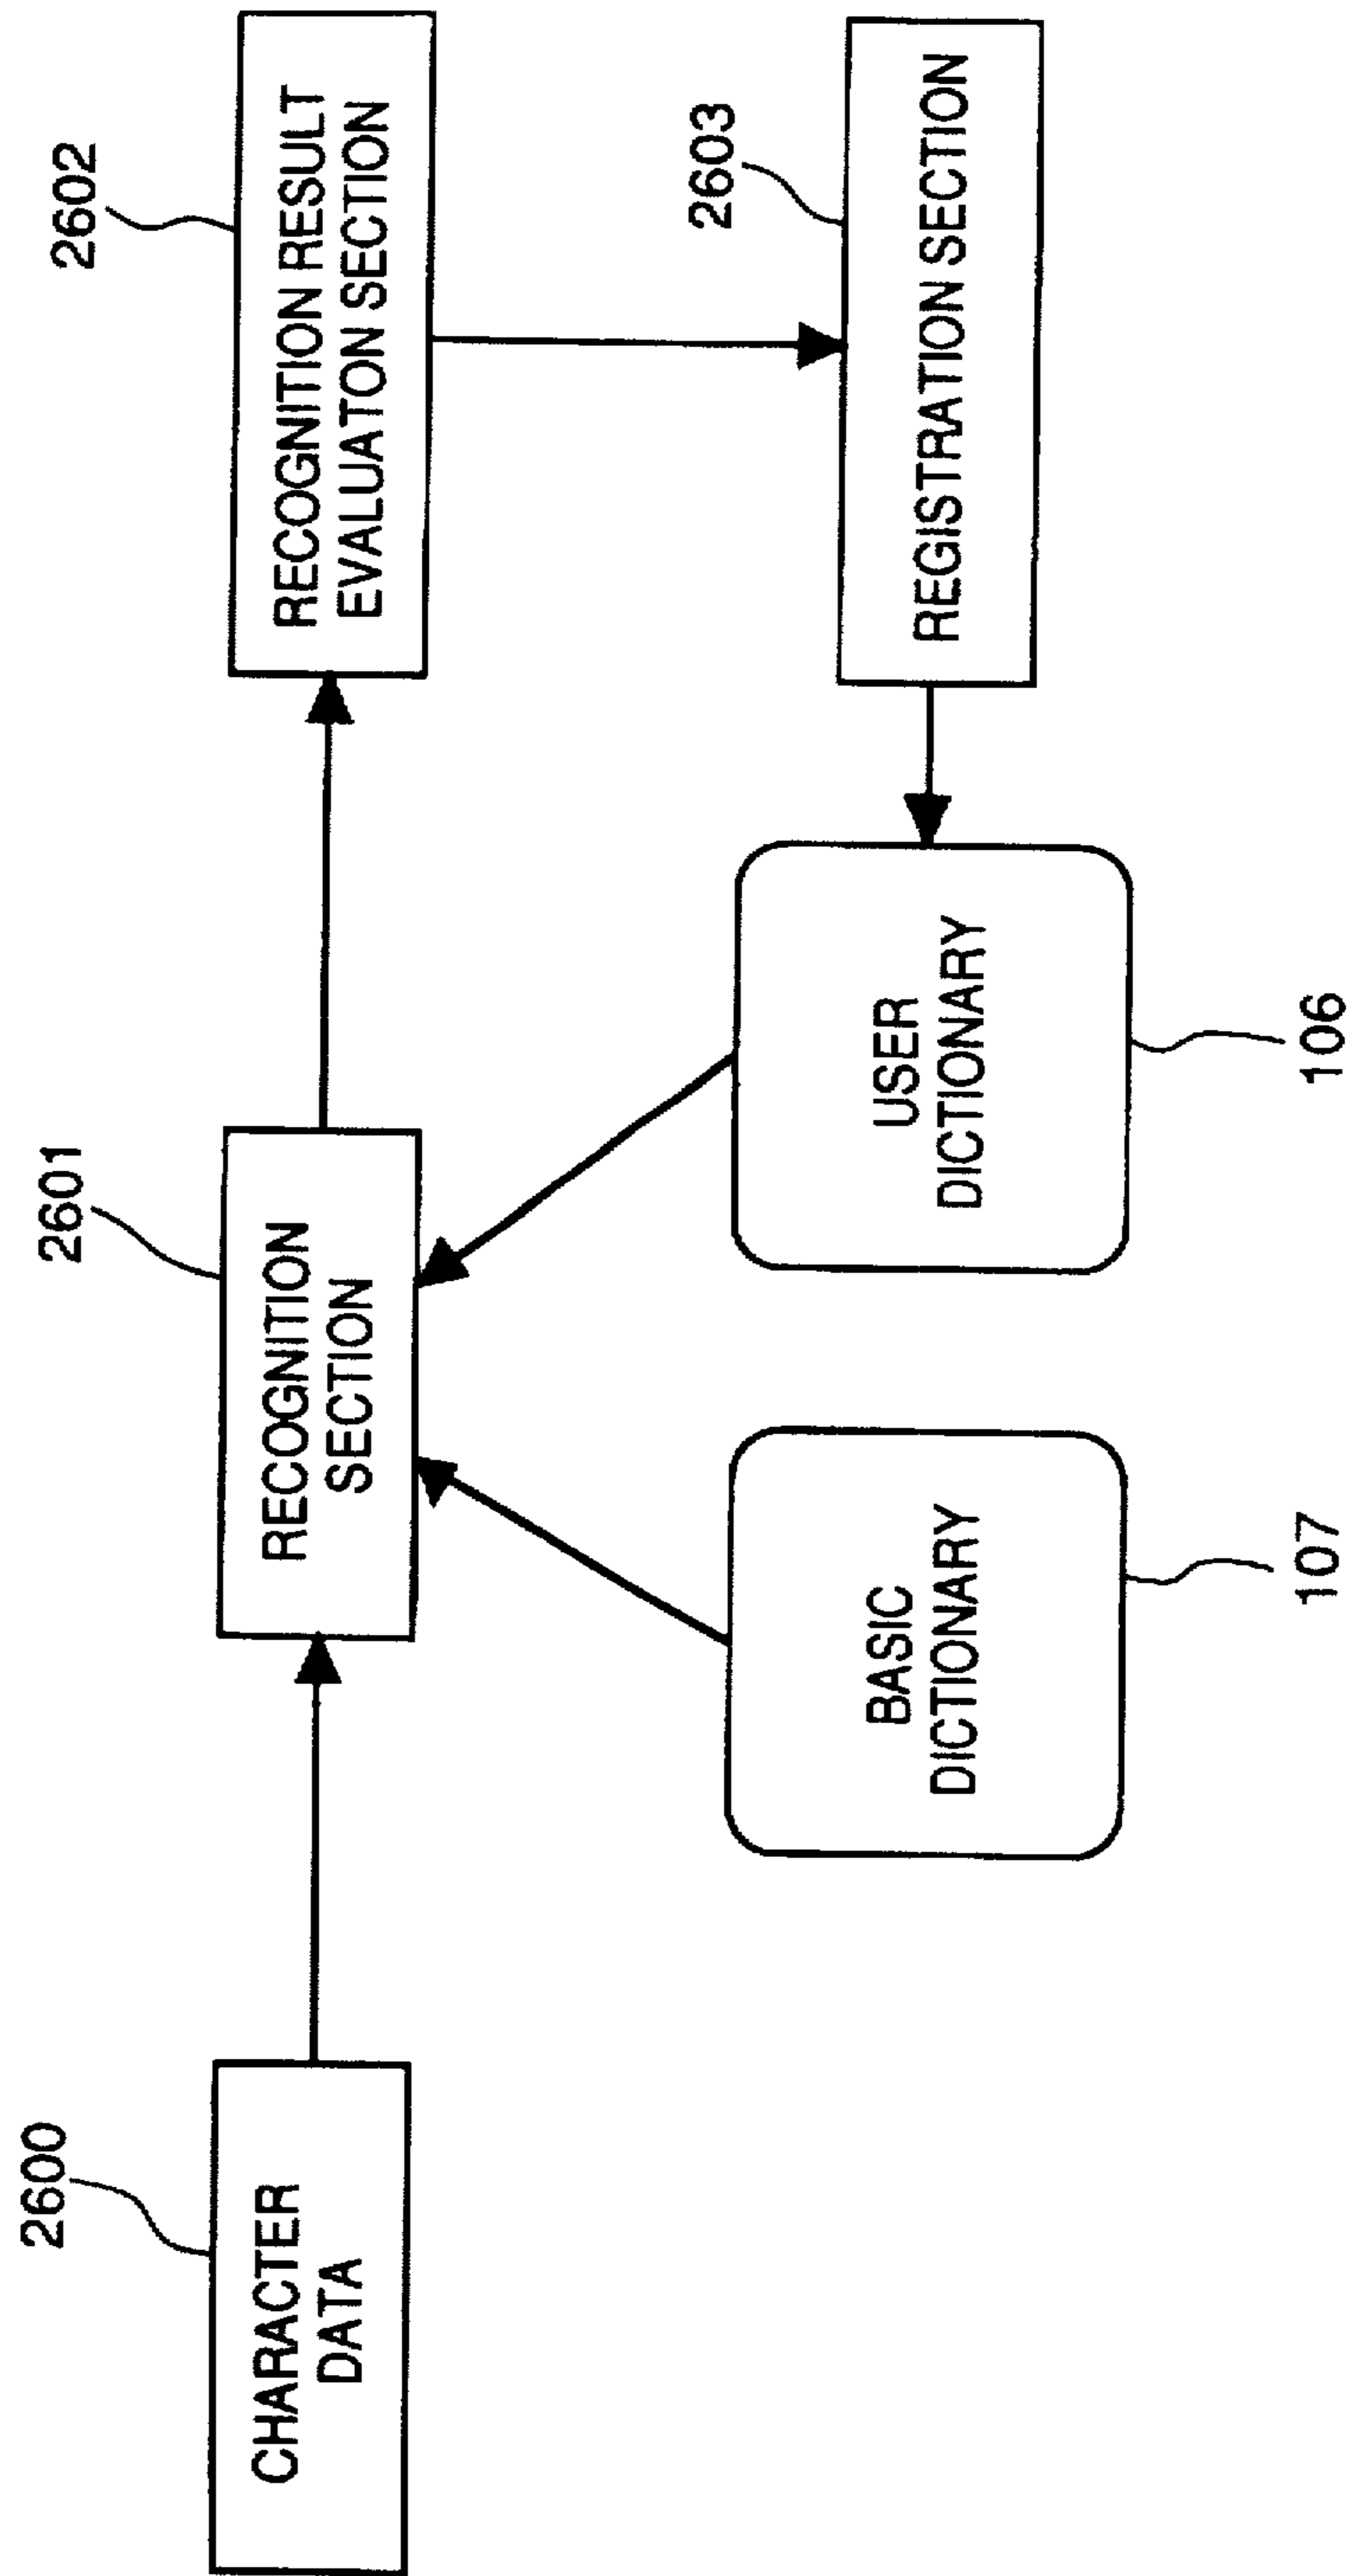 2600
CHARACTER
DATA
2601
RECOGNITION
SECTION
2602
RECOGNITION RESULT
EVALUATON SECTION
BASIC
DICTIONARY
107
USER
DICTIONARY
106
2603
REGISTRATION SECTION